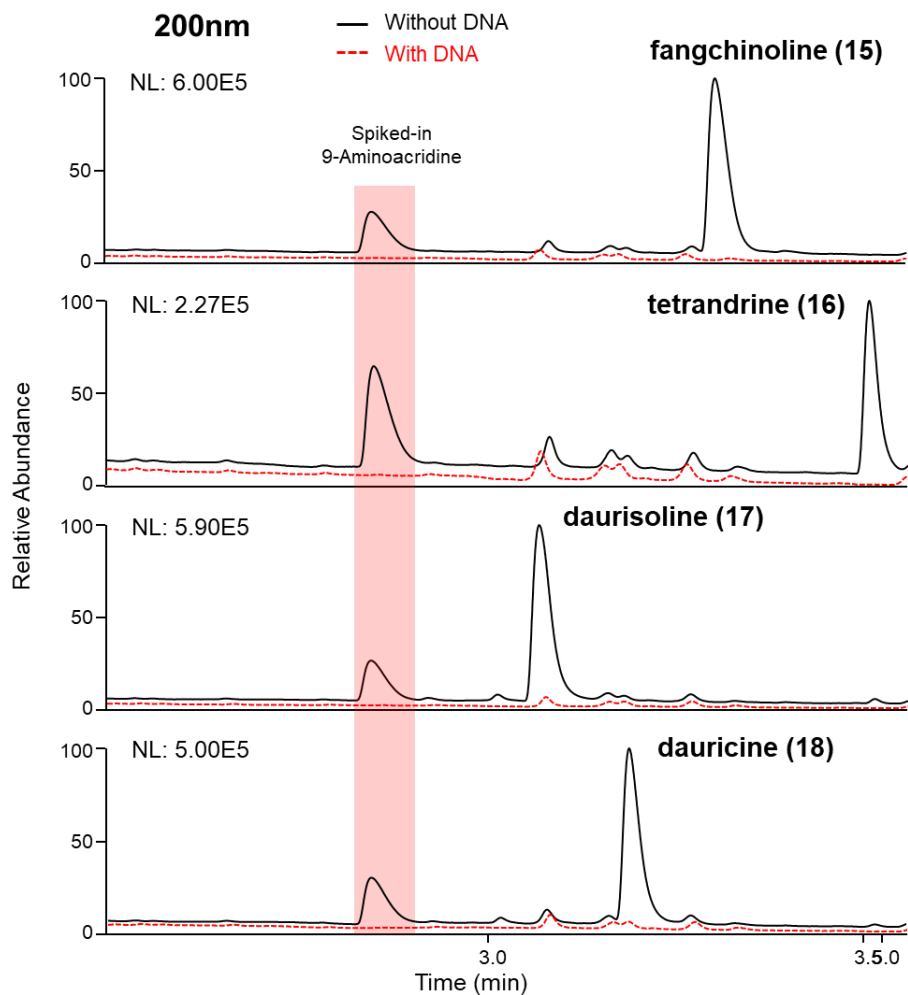 200nm
Without DNA
With DNA
fangchinoline (15)
NL: 6.00E5
Spiked-in
9-Aminoacridine
100
50
0
tetrandrine (16)
NL: 2.27E5
100
50
0
daurisoline (17)
NL: 5.90E5
100
50
0
dauricine (18)
NL: 5.00E5
100
50
0
Relative Abundance
3.0
3.5.0
Time (min)